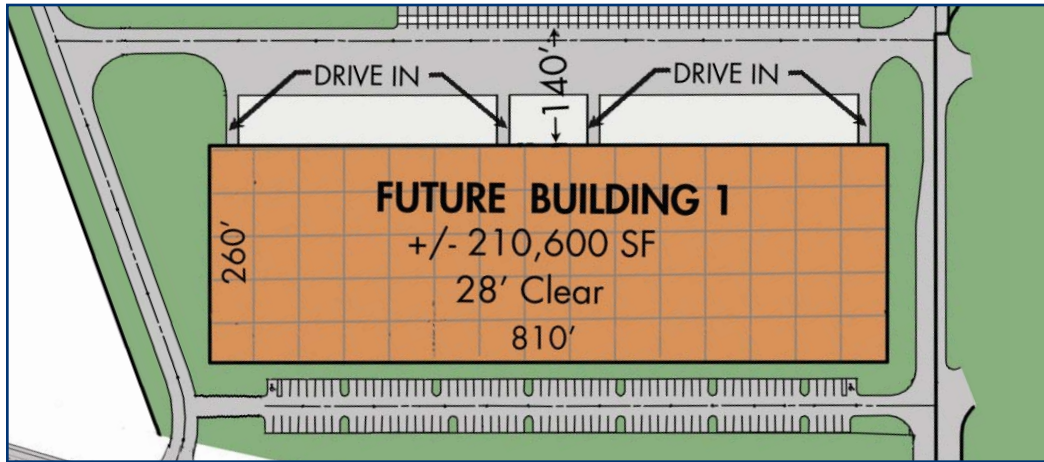 DRIVE IN
140'
DRIVE IN
FUTURE BUILDING 1
+/- 210,600 SF
28' Clear
810'
260'